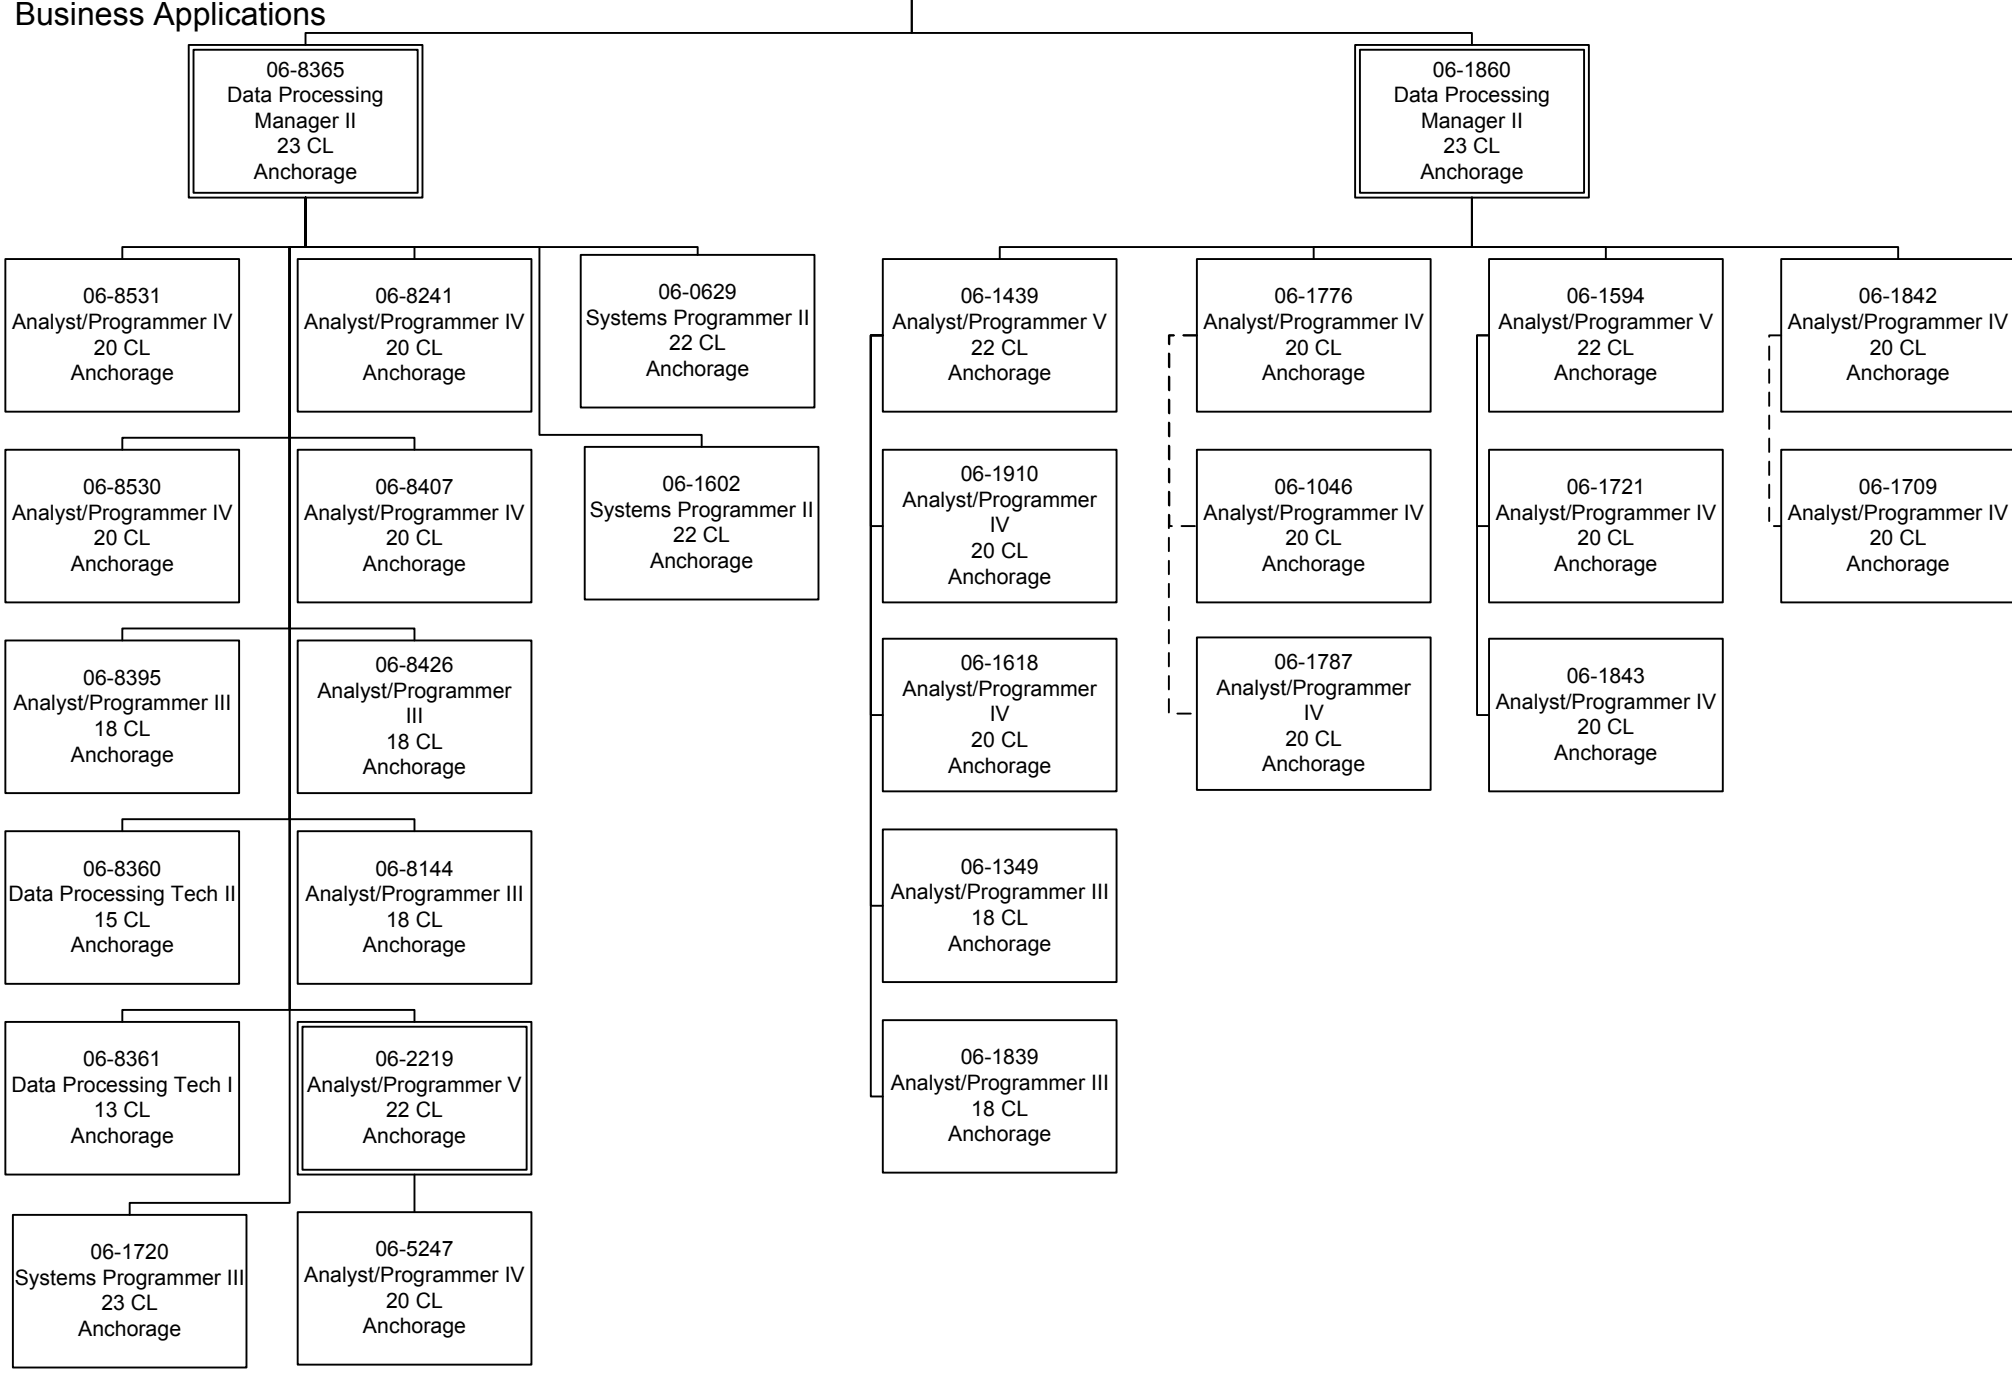 Business Applications
06-8365
Data Processing
Manager II
23 CL
Anchorage
06-1860
Data Processing
Manager II
23 CL
Anchorage
06-8531
Analyst/Programmer IV
20 CL
Anchorage
06-8241
Analyst/Programmer IV
20 CL
Anchorage
06-0629
Systems Programmer II
22 CL
Anchorage
06-1439
Analyst/Programmer V
22 CL
Anchorage
06-1776
Analyst/Programmer IV
20 CL
Anchorage
06-1594
Analyst/Programmer V
22 CL
Anchorage
06-1842
Analyst/Programmer IV
20 CL
Anchorage
06-8530
Analyst/Programmer IV
20 CL
Anchorage
06-8407
Analyst/Programmer IV
20 CL
Anchorage
06-1602
Systems Programmer II
22 CL
Anchorage
06-1910
Analyst/Programmer
IV
20 CL
Anchorage
06-1046
Analyst/Programmer IV
20 CL
Anchorage
06-1721
Analyst/Programmer IV
20 CL
Anchorage
06-1709
Analyst/Programmer IV
20 CL
Anchorage
06-8395
Analyst/Programmer III
18 CL
Anchorage
06-8426
Analyst/Programmer
III
18 CL
Anchorage
06-1618
Analyst/Programmer
IV
20 CL
Anchorage
06-1787
Analyst/Programmer
IV
20 CL
Anchorage
06-1843
Analyst/Programmer IV
20 CL
Anchorage
06-8360
Data Processing Tech II
15 CL
Anchorage
06-8144
Analyst/Programmer III
18 CL
Anchorage
06-1349
Analyst/Programmer III
18 CL
Anchorage
06-8361
Data Processing Tech I
13 CL
Anchorage
06-2219
Analyst/Programmer V
22 CL
Anchorage
06-1839
Analyst/Programmer III
18 CL
Anchorage
06-1720
Systems Programmer III
23 CL
Anchorage
06-5247
Analyst/Programmer IV
20 CL
Anchorage